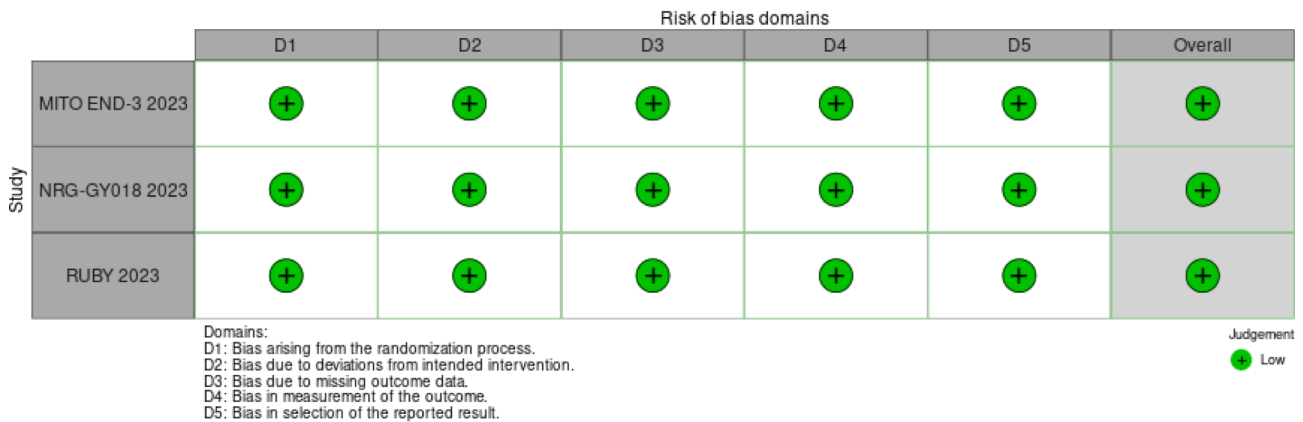 Risk of bias domains
D1 D2 D3 D4 D5 Overall
Study
MITO END-3 2023 + + + + + +
NRG-GY018 2023 + + + + + +
RUBY 2023 + + + + + +
Domains:
D1: Bias arising from the randomization process.
D2: Bias due to deviations from intended intervention.
D3: Bias due to missing outcome data.
D4: Bias in measurement of the outcome.
D5: Bias in selection of the reported result.
Judgement
+ Low